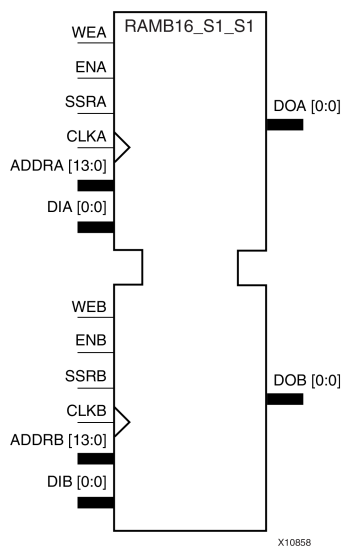 RAMB16_S1_S1
WEA
ENA
SSRA
CLKA
ADDRA [13:0]
DIA [0:0]
DOA [0:0]
WEB
ENB
SSRB
CLKB
ADDRB [13:0]
DIB [0:0]
DOB [0:0]
X10858